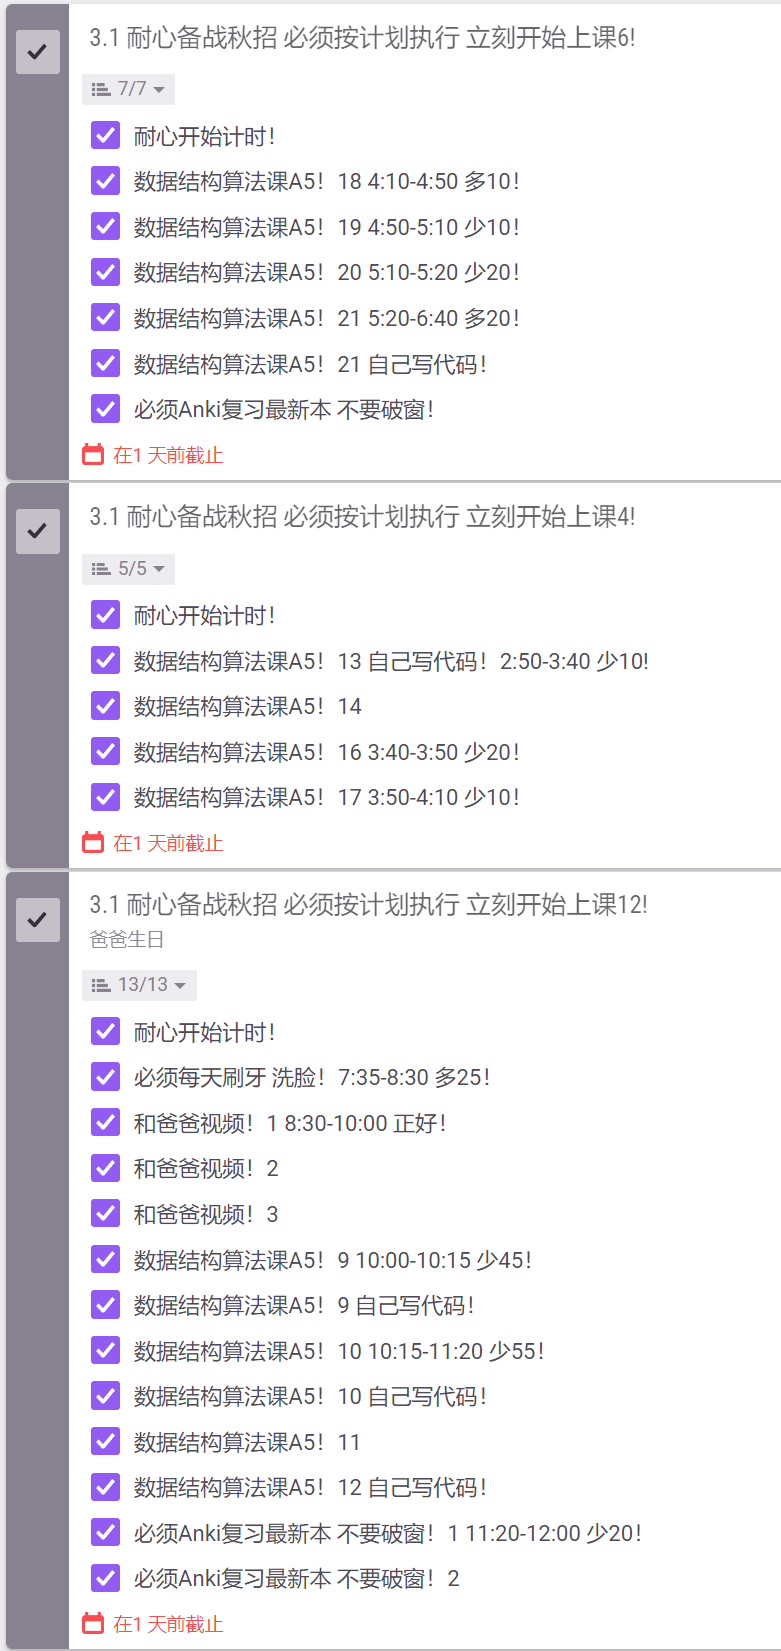 3.1 耐心备战秋招 必须按计划执行 立刻开始上课6!
7/7
耐心开始计时！
数据结构算法课A5！18 4:10-4:50 多10！
数据结构算法课A5！19 4:50-5:10 少10！
数据结构算法课A5！20 5:10-5:20 少20！
数据结构算法课A5！21 5:20-6:40 多20！
数据结构算法课A5！21 自己写代码！
必须Anki复习最新本 不要破窗！
在1 天前截止
3.1 耐心备战秋招 必须按计划执行 立刻开始上课4!
5/5
耐心开始计时！
数据结构算法课A5！13 自己写代码！2:50-3:40 少10!
数据结构算法课A5！14
数据结构算法课A5！16 3:40-3:50 少20！
数据结构算法课A5！17 3:50-4:10 少10！
在1 天前截止
3.1 耐心备战秋招 必须按计划执行 立刻开始上课12!
爸爸生日
13/13
耐心开始计时！
必须每天刷牙 洗脸！7:35-8:30 多25！
和爸爸视频！1 8:30-10:00 正好！
和爸爸视频！2
和爸爸视频！3
数据结构算法课A5！9 10:00-10:15 少45！
数据结构算法课A5！9 自己写代码！
数据结构算法课A5！10 10:15-11:20 少55！
数据结构算法课A5！10 自己写代码！
数据结构算法课A5！11
数据结构算法课A5！12 自己写代码！
必须Anki复习最新本 不要破窗！1 11:20-12:00 少20！
必须Anki复习最新本 不要破窗！2
在1 天前截止